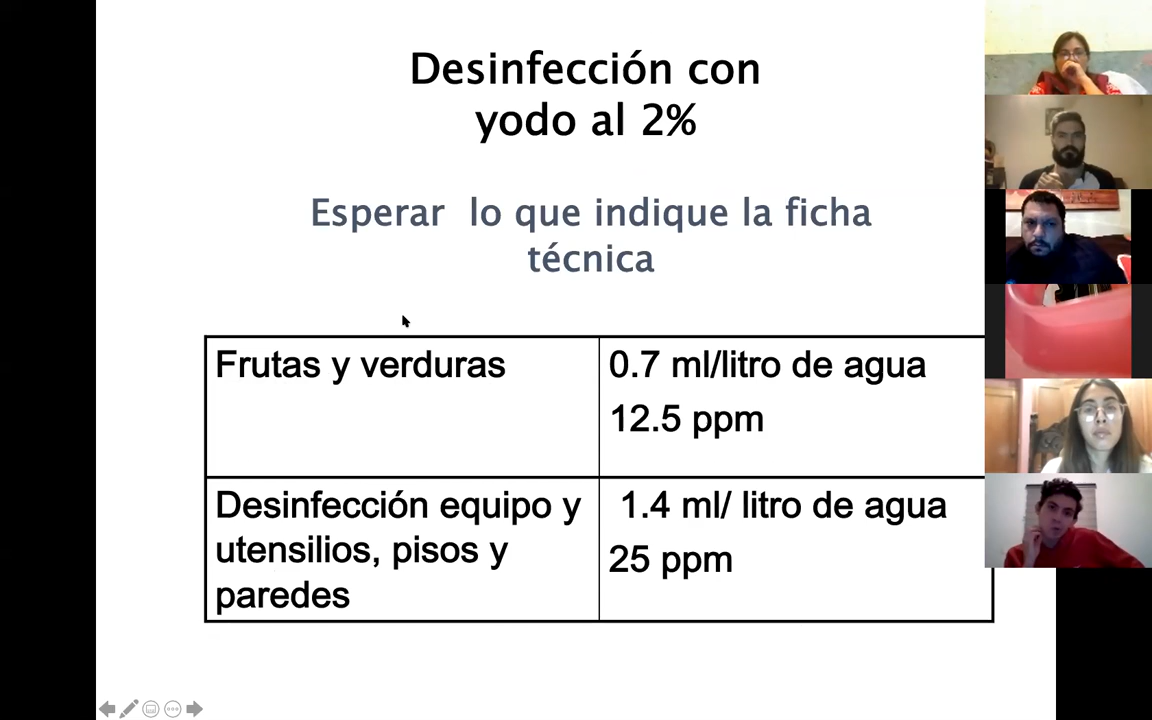 Desinfección con
yodo al 2%
Esperar lo que indique la ficha
técnica
Frutas y verduras
0.7 ml/litro de agua
12.5 ppm
Desinfección equipo y
utensilios, pisos y
paredes
1.4 ml/ litro de agua
25 ppm